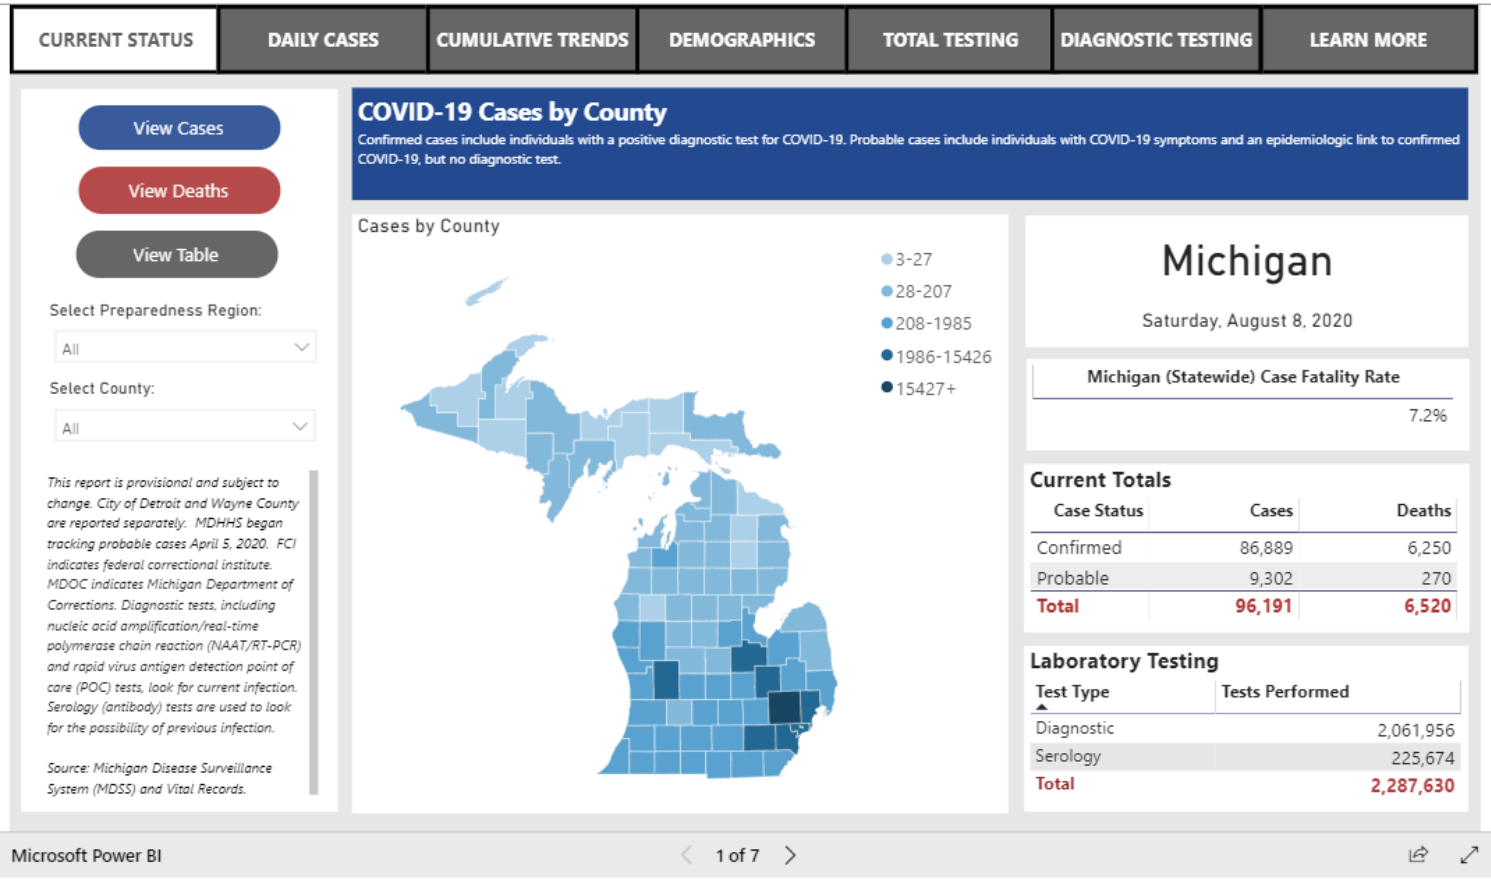 CURRENT STATUS
DAILY CASES
CUMULATIVE TRENDS
DEMOGRAPHICS
TOTAL TESTING
DIAGNOSTIC TESTING
LEARN MORE
View Cases
View Deaths
View Table
Select Preparedness Region:
All
Select County:
All
This report is provisional and subject to
change. City of Detroit and Wayne County
are reported separately. MDHHS began
tracking probable cases April 5, 2020. FCI
indicates federal correctional institute.
MDOC indicates Michigan Department of
Corrections. Diagnostic tests, including
nucleic acid amplification/real-time
polymerase chain reaction (NAAT/RT-PCR)
and rapid virus antigen detection point of
care (POC) tests, look for current infection.
Serology (antibody) tests are used to look
for the possibility of previous infection.
Source: Michigan Disease Surveillance
System (MDSS) and Vital Records.
COVID-19 Cases by County
Confirmed cases include individuals with a positive diagnostic test for COVID-19. Probable cases include individuals with COVID-19 symptoms and an epidemiologic link to confirmed
COVID-19, but no diagnostic test.
Cases by County
3-27
28-207
208-1985
1986-15426
15427+
Michigan
Saturday, August 8, 2020
Michigan (Statewide) Case Fatality Rate
7.2%
Current Totals
Case Status Cases Deaths
Confirmed 86,889 6,250
Probable 9,302 270
Total 96,191 6,520
Laboratory Testing
Test Type Tests Performed
Diagnostic 2,061,956
Serology 225,674
Total 2,287,630
Microsoft Power BI
1 of 7